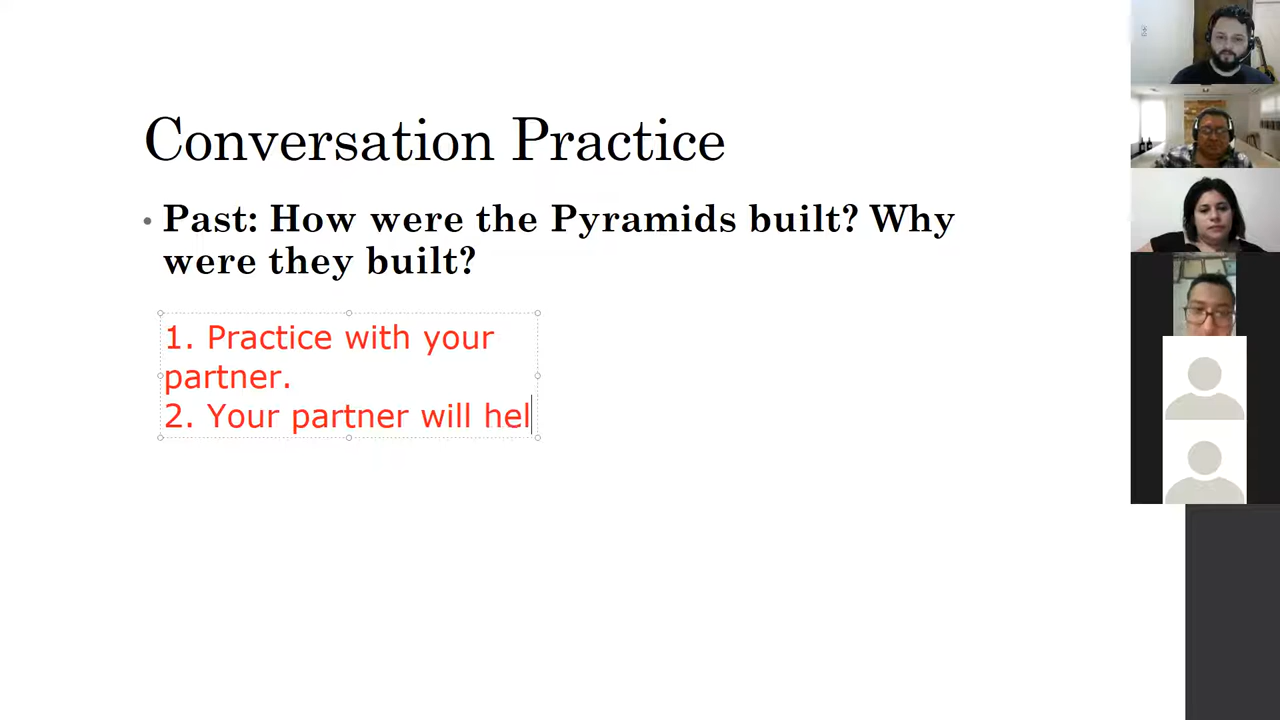 Conversation Practice
• Past: How were the Pyramids built? Why
were they built?
1. Practice with your
partner.
2. Your partner will hel